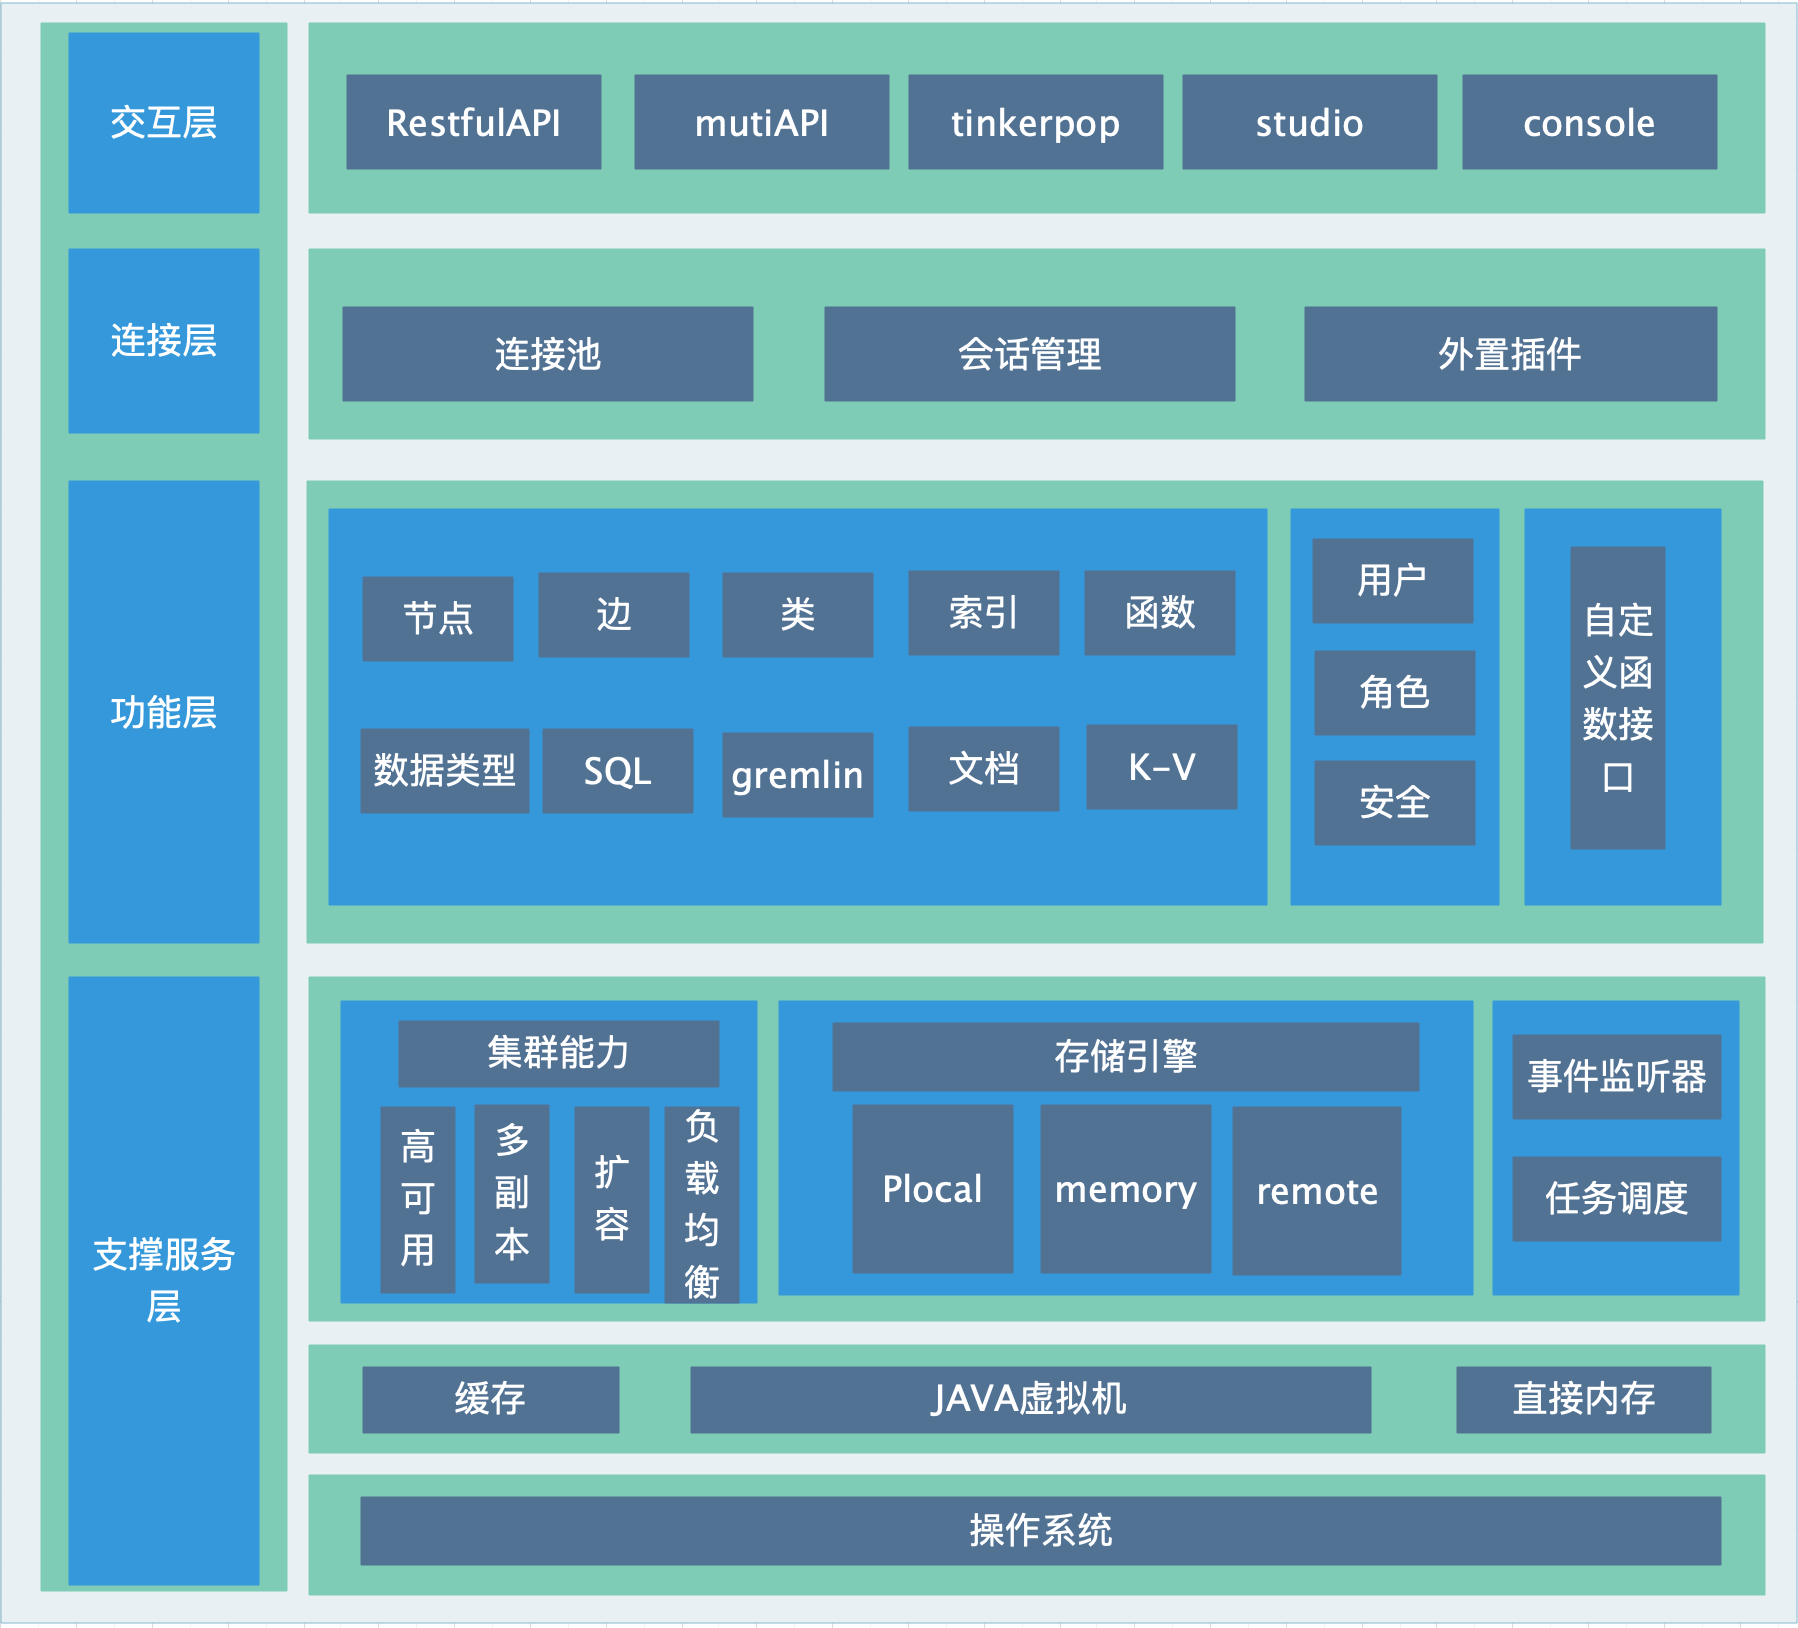 交互层
RestfulAPI
mutiAPI
tinkerpop
studio
console
连接层
连接池
会话管理
外置插件
功能层
节点
边
类
索引
函数
数据类型
SQL
gremlin
文档
K-V
用户
角色
安全
自定
义函
数接
口
支撑服务
层
集群能力
高
可
用
多
副
本
扩
容
负
载
均
衡
存储引擎
Plocal
memory
remote
事件监听器
任务调度
缓存
JAVA虚拟机
直接内存
操作系统